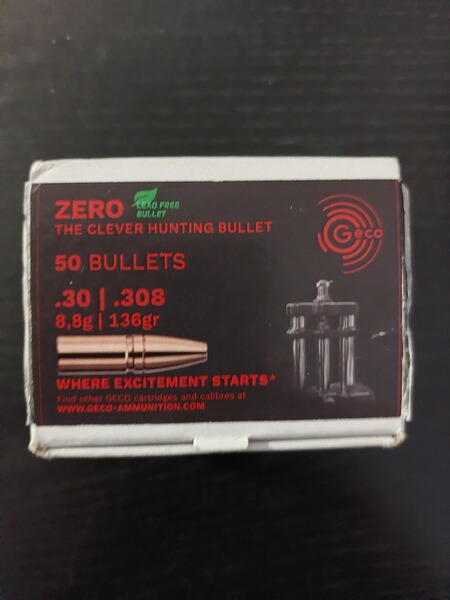 ZERO
LEAD FREE
BULLET
THE CLEVER HUNTING BULLET
Geco
50 BULLETS
.30 | .308
8,8g | 136gr
WHERE EXCITEMENT STARTS*
Find other GECO cartridges and calibres at
WWW.GECO-AMMUNITION.COM